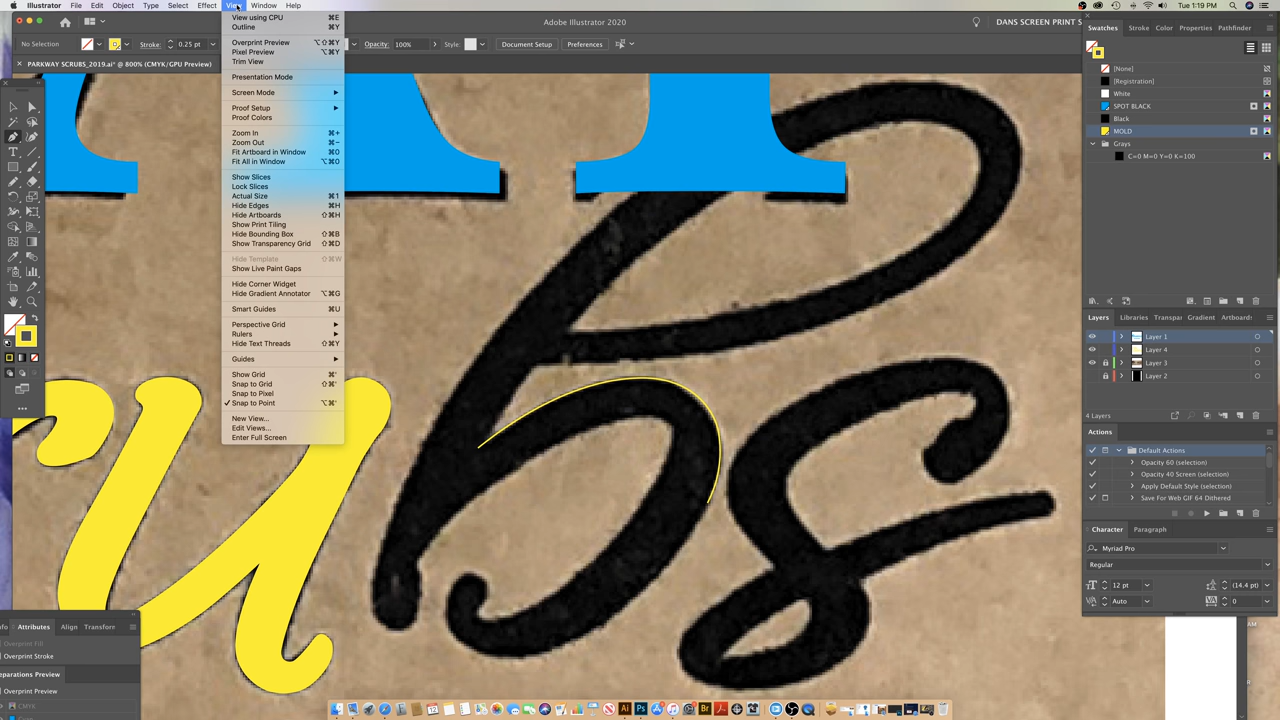 Illustrator File Edit Object Type Select Effect View Window Help
Tue 1:19 PM
Adobe Illustrator 2020
DANS SCREEN PRINT S
No Selection Stroke: 0.25 pt Opacity: 100% Style: Document Setup Preferences
PARKWAY SCRUBS_2019.ai* @ 800% (CMYK/GPU Preview)
View using CPU ⌘E
Outline ⌘Y
Overprint Preview ⌥⇧⌘Y
Pixel Preview ⌥⌘Y
Trim View
Presentation Mode
Screen Mode
Proof Setup
Proof Colors
Zoom In ⌘+
Zoom Out ⌘−
Fit Artboard in Window ⌘0
Fit All in Window ⌥⌘0
Show Slices
Lock Slices
Actual Size ⌘1
Hide Edges ⌘H
Hide Artboards ⇧⌘H
Show Print Tiling
Hide Bounding Box ⇧⌘B
Show Transparency Grid ⇧⌘D
Hide Template ⇧⌘W
Show Live Paint Gaps
Hide Corner Widget
Hide Gradient Annotator ⌥⌘G
Smart Guides ⌘U
Perspective Grid
Rulers
Hide Text Threads ⇧⌘Y
Guides
Show Grid ⌘"
Snap to Grid ⇧⌘"
Snap to Pixel
✓ Snap to Point ⌥⌘"
New View...
Edit Views...
Enter Full Screen
Swatches Stroke Color Properties Pathfinder
[None]
[Registration]
White
SPOT BLACK
Black
MOLD
Grays
C=0 M=0 Y=0 K=100
Layers Libraries Transpar Gradient Artboard:
Layer 1
Layer 4
Layer 3
Layer 2
4 Layers
Actions
Default Actions
Opacity 60 (selection)
Opacity 40 Screen (selection)
Apply Default Style (selection)
Save For Web GIF 64 Dithered
Character Paragraph
Myriad Pro
Regular
12 pt (14.4 pt)
Auto 0
nfo Attributes Align Transform
Overprint Fill
Overprint Stroke
eparations Preview
Overprint Preview
CMYK
AM
u bs